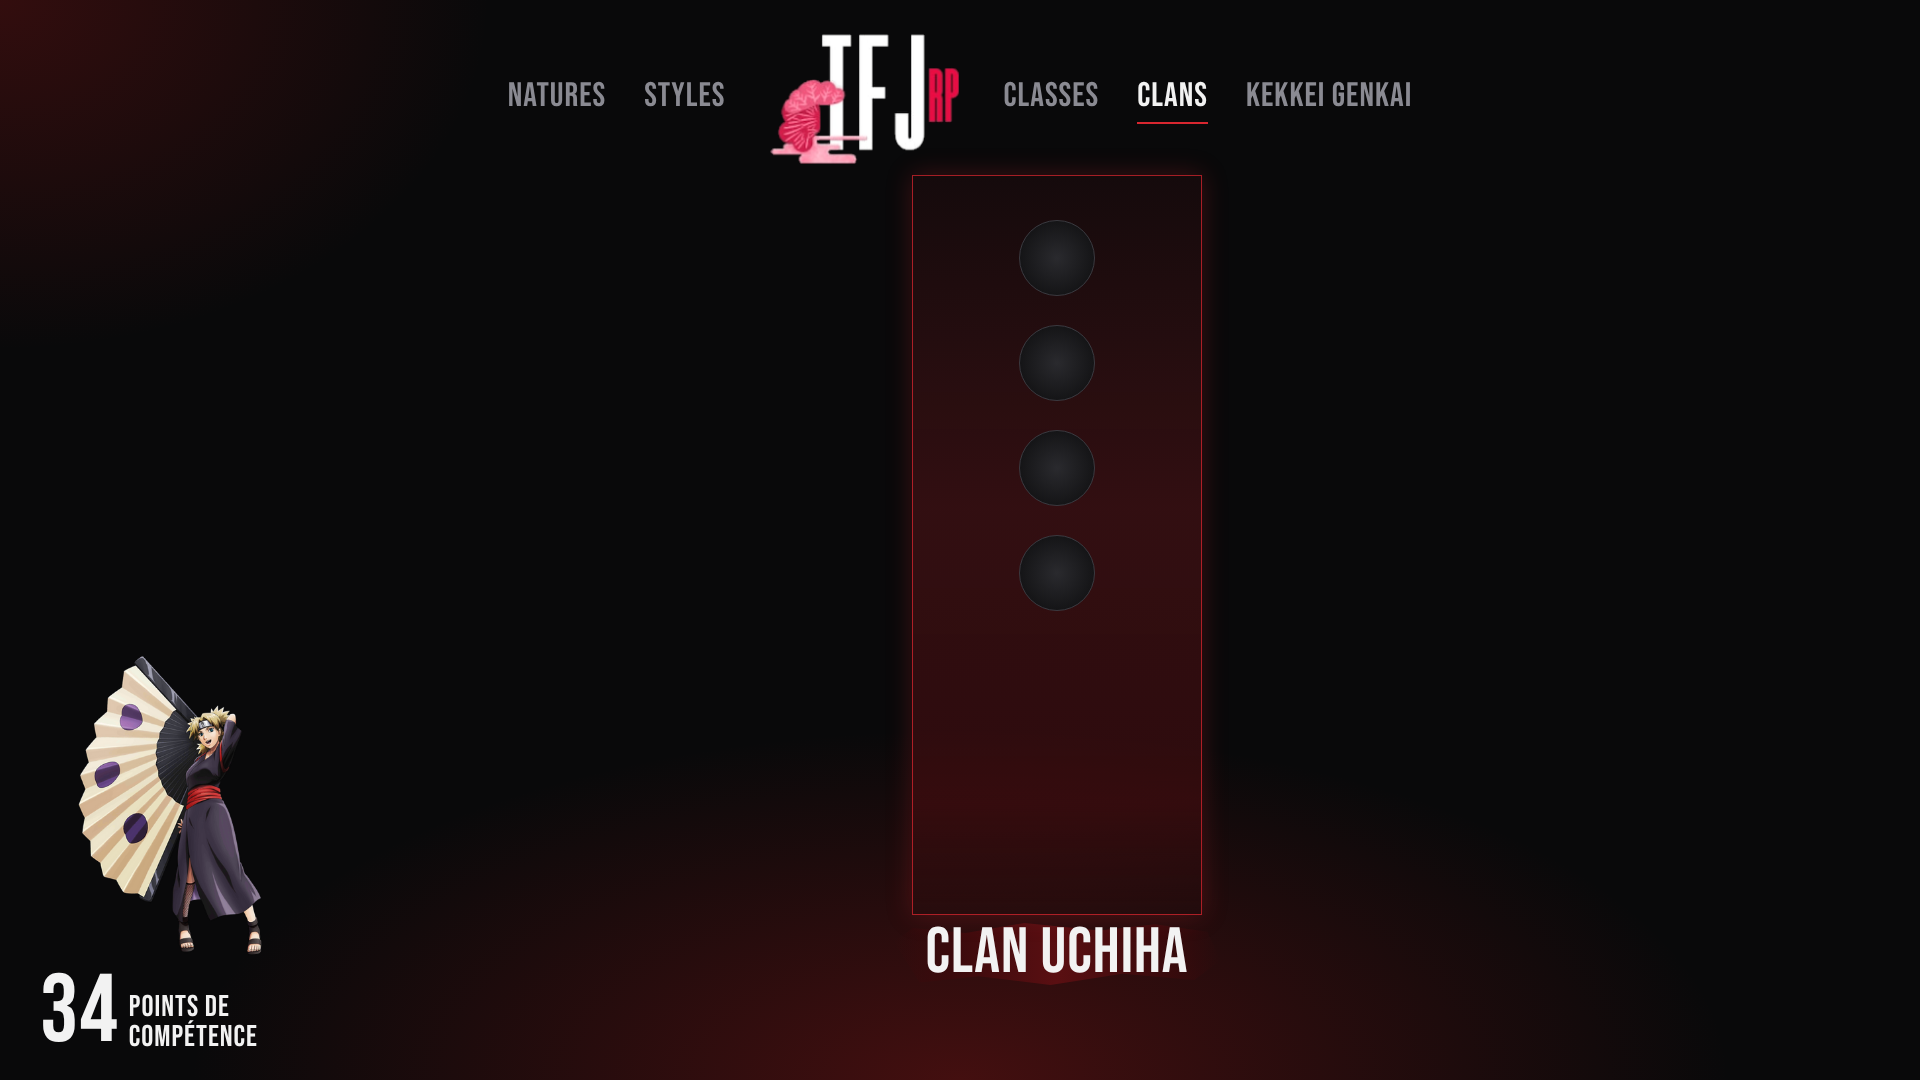 NATURES
STYLES
TFJ RP
CLASSES
CLANS
KEKKEI GENKAI
CLAN UCHIHA
34
POINTS DE
COMPÉTENCE